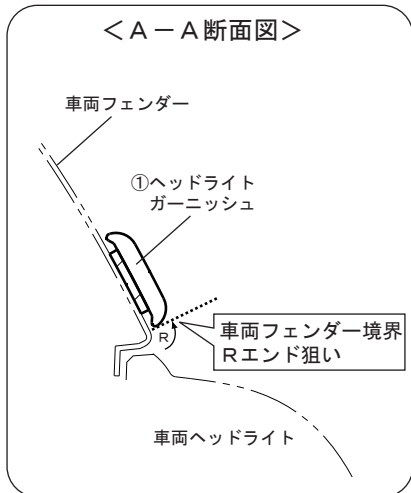 ＜Ａ－Ａ断面図＞
車両フェンダー
①ヘッドライト
ガーニッシュ
R
車両フェンダー境界
Ｒエンド狙い
車両ヘッドライト